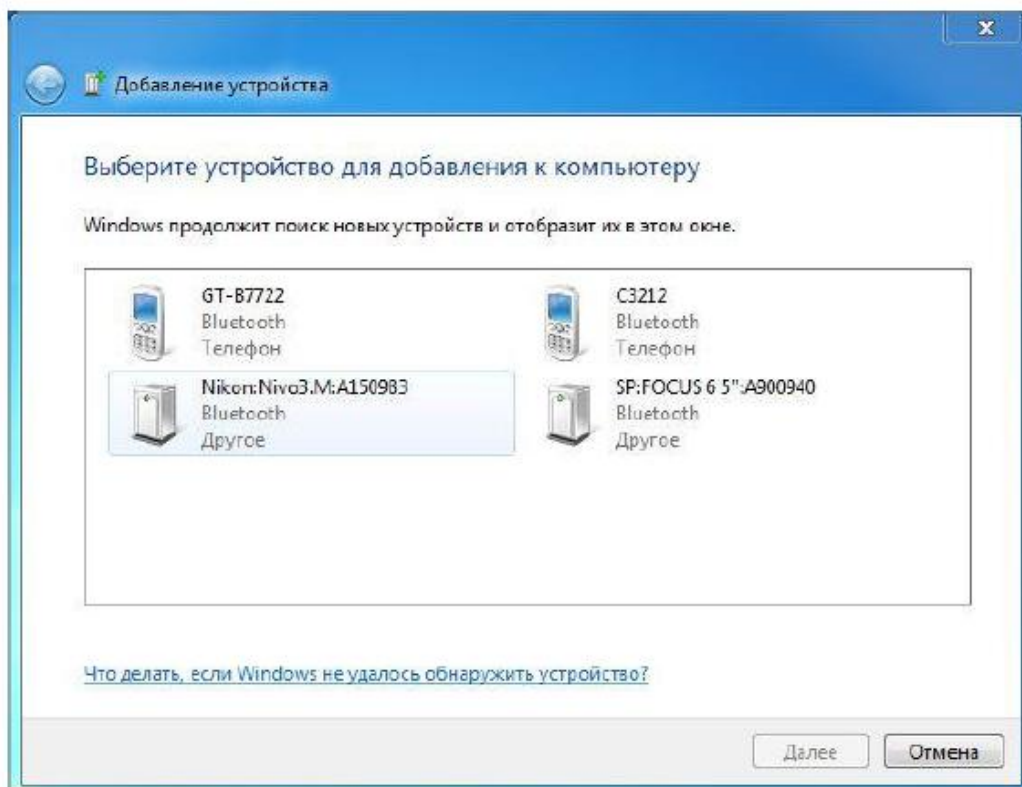 x
Добавление устройства
Выберите устройство для добавления к компьютеру
Windows продолжит поиск новых устройств и отобразит их в этом окне.
GT-B7722
Bluetooth
Телефон
C3212
Bluetooth
Телефон
Nikon:Nivo3.M:A150983
Bluetooth
Другое
SP:FOCUS 6 5":A900940
Bluetooth
Другое
Что делать, если Windows не удалось обнаружить устройство?
Далее
Отмена